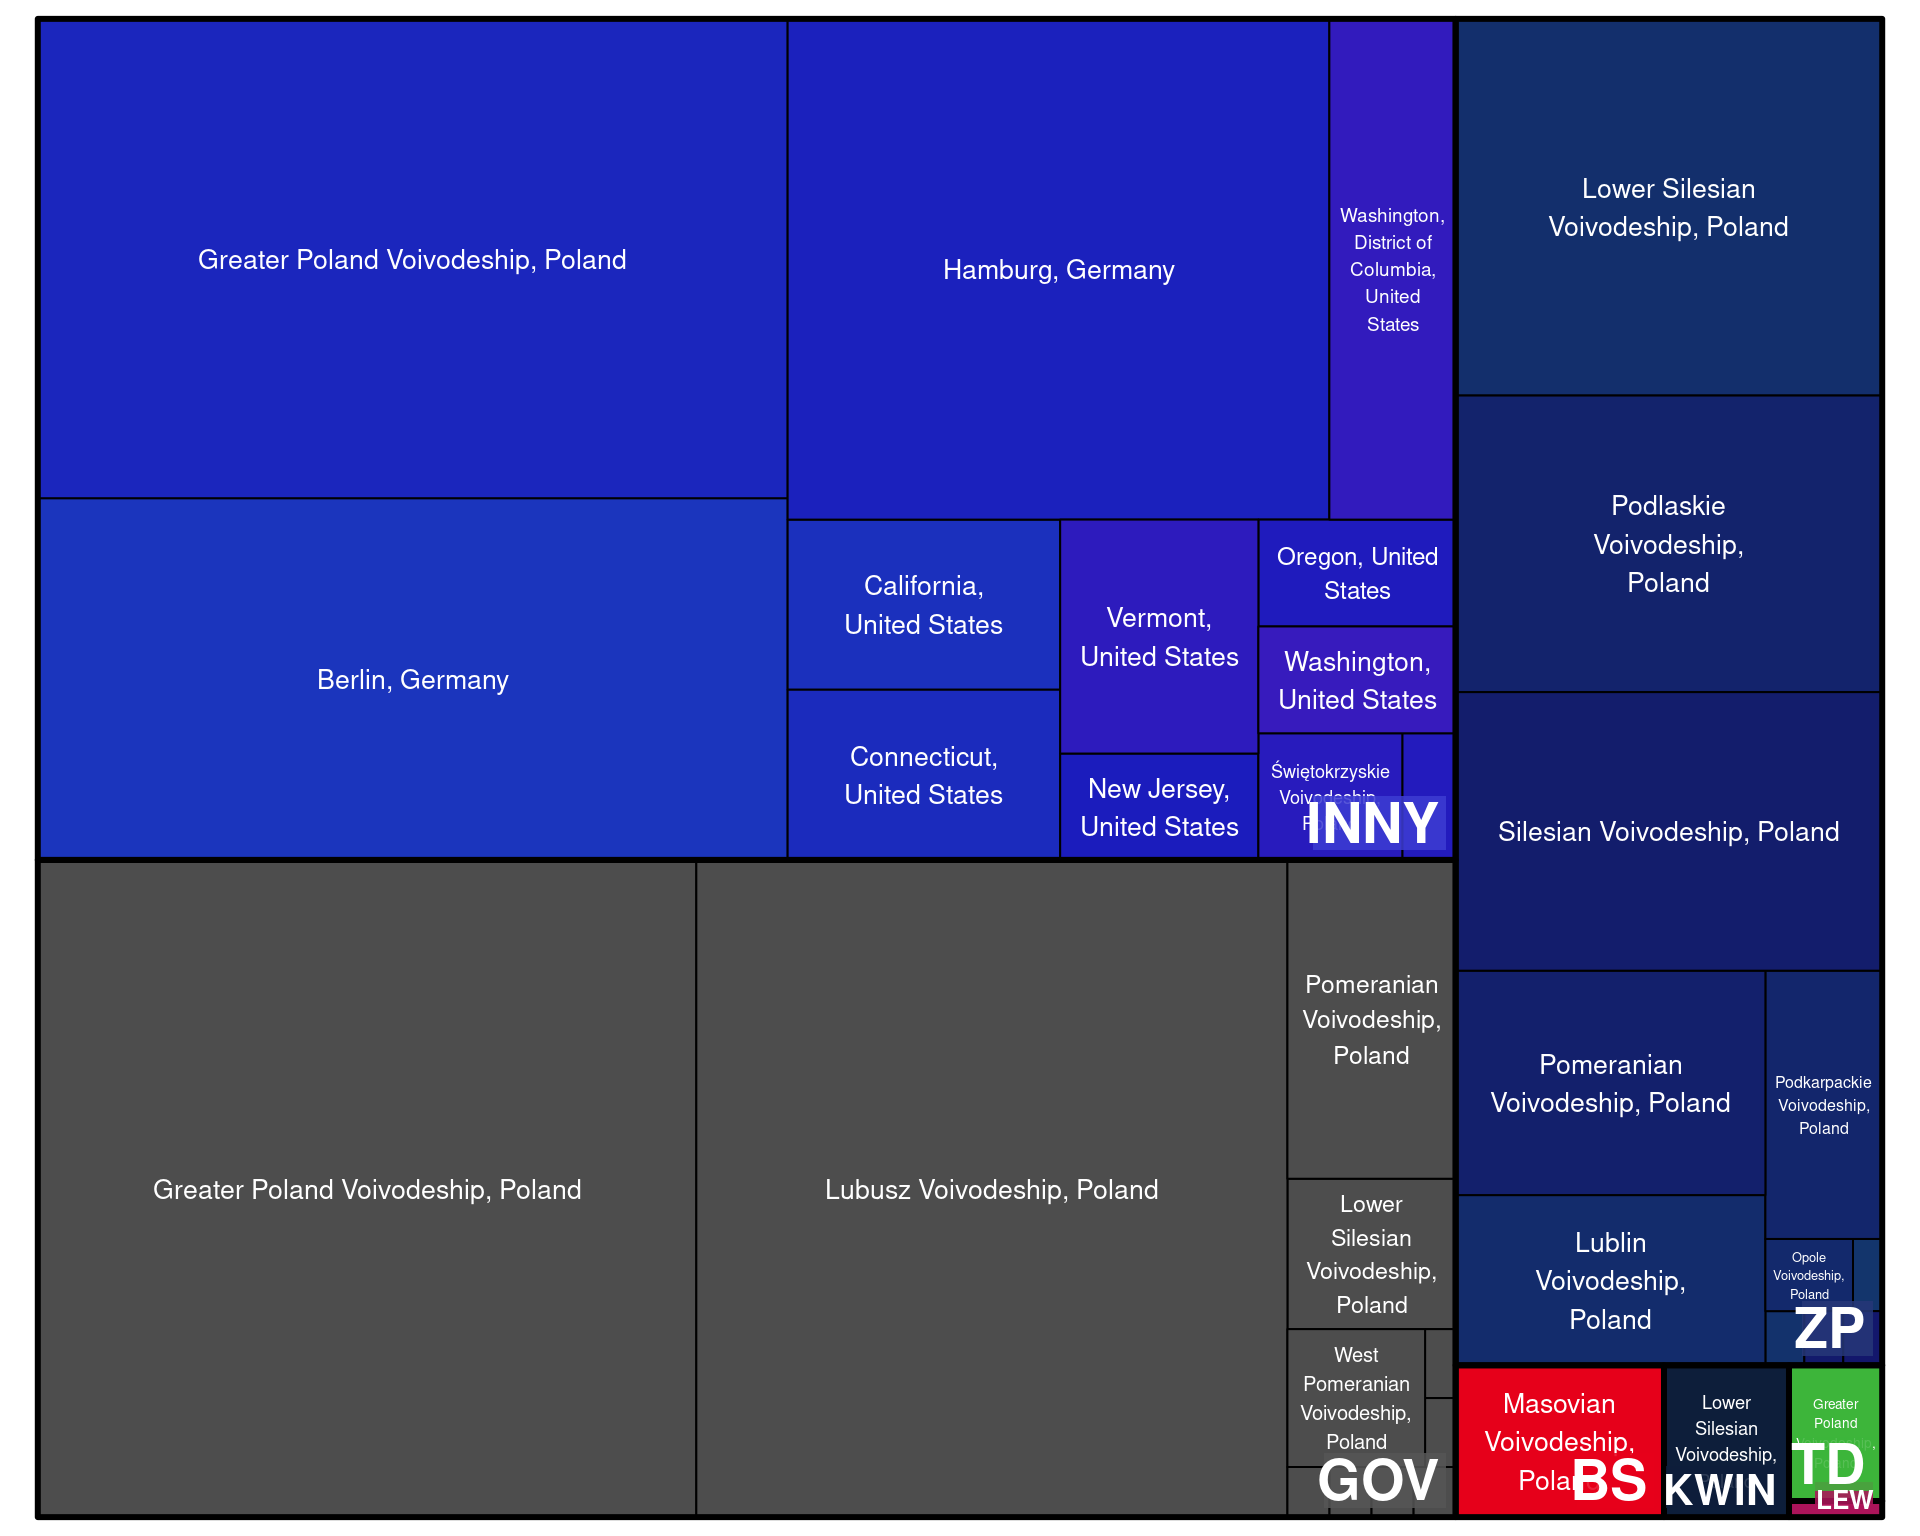 Greater Poland Voivodeship, Poland
Berlin, Germany
Hamburg, Germany
Washington,
District of
Columbia,
United
States
California,
United States
Connecticut,
United States
Vermont,
United States
New Jersey,
United States
Oregon, United
States
Washington,
United States
Świętokrzyskie
Voivodeship,
INNY
Greater Poland Voivodeship, Poland
Lubusz Voivodeship, Poland
Pomeranian
Voivodeship,
Poland
Lower
Silesian
Voivodeship,
Poland
West
Pomeranian
Voivodeship,
Poland
GOV
Lower Silesian
Voivodeship, Poland
Podlaskie
Voivodeship,
Poland
Silesian Voivodeship, Poland
Pomeranian
Voivodeship, Poland
Podkarpackie
Voivodeship,
Poland
Lublin
Voivodeship,
Poland
Opole
Voivodeship,
Poland
ZP
Masovian
Voivodeship,
Poland
BS
Lower
Silesian
Voivodeship,
KWIN
Greater
Poland
TD
LEW